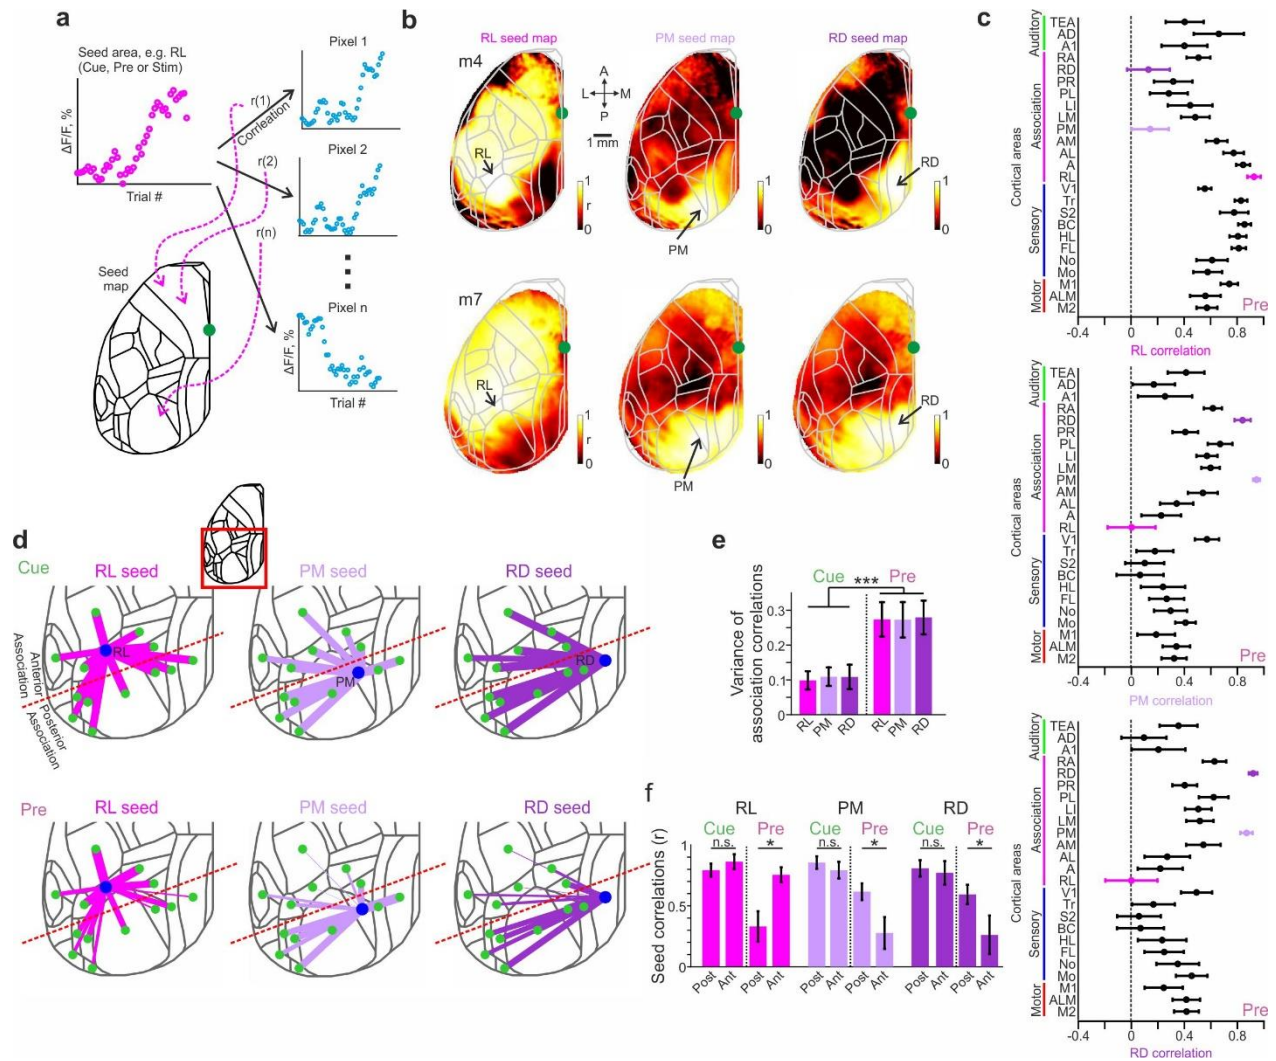 a
Seed area, e.g. RL
(Cue, Pre or Stim)
ΔF/F, %
Trial #
Pixel 1
r(1)
Corrleation
Pixel 2
r(2)
r(n)
Seed
map
Pixel n
ΔF/F, %
Trial #
b
RL seed map
PM seed map
RD seed map
m4
A
L
M
P
1 mm
RL
PM
RD
1
r
0
1
r
0
1
0
m7
RL
PM
RD
1
r
0
1
r
0
1
0
c
Cortical areas
Auditory
Association
Sensory
Motor
TEA
AD
A1
RA
RD
PR
PL
LI
LM
PM
AM
AL
A
RL
V1
Tr
S2
BC
HL
FL
No
Mo
M1
ALM
M2
Pre
-0.4 0 0.4 0.8
RL correlation
Cortical areas
Auditory
Association
Sensory
Motor
TEA
AD
A1
RA
RD
PR
PL
LI
LM
PM
AM
AL
A
RL
V1
Tr
S2
BC
HL
FL
No
Mo
M1
ALM
M2
Pre
PM correlation
Cortical areas
Auditory
Association
Sensory
Motor
TEA
AD
A1
RA
RD
PR
PL
LI
LM
PM
AM
AL
A
RL
V1
Tr
S2
BC
HL
FL
No
Mo
M1
ALM
M2
Pre
-0.4 0 0.4 0.8
RD correlation
d
Cue
RL seed
PM seed
RD seed
RL
PM
RD
Anterior
Association
Posterior
Association
Pre
RL seed
PM seed
RD seed
e
Variance of
association correlations
Cue
***
Pre
0.3
0.2
0.1
0
RL
PM
RD
RL
PM
RD
f
RL
PM
RD
Cue
Pre
Cue
Pre
Cue
Pre
n.s.
*
n.s.
*
n.s.
*
Seed correlations (r)
1
0.5
0
Post
Ant
Post
Ant
Post
Ant
Post
Ant
Post
Ant
Post
Ant